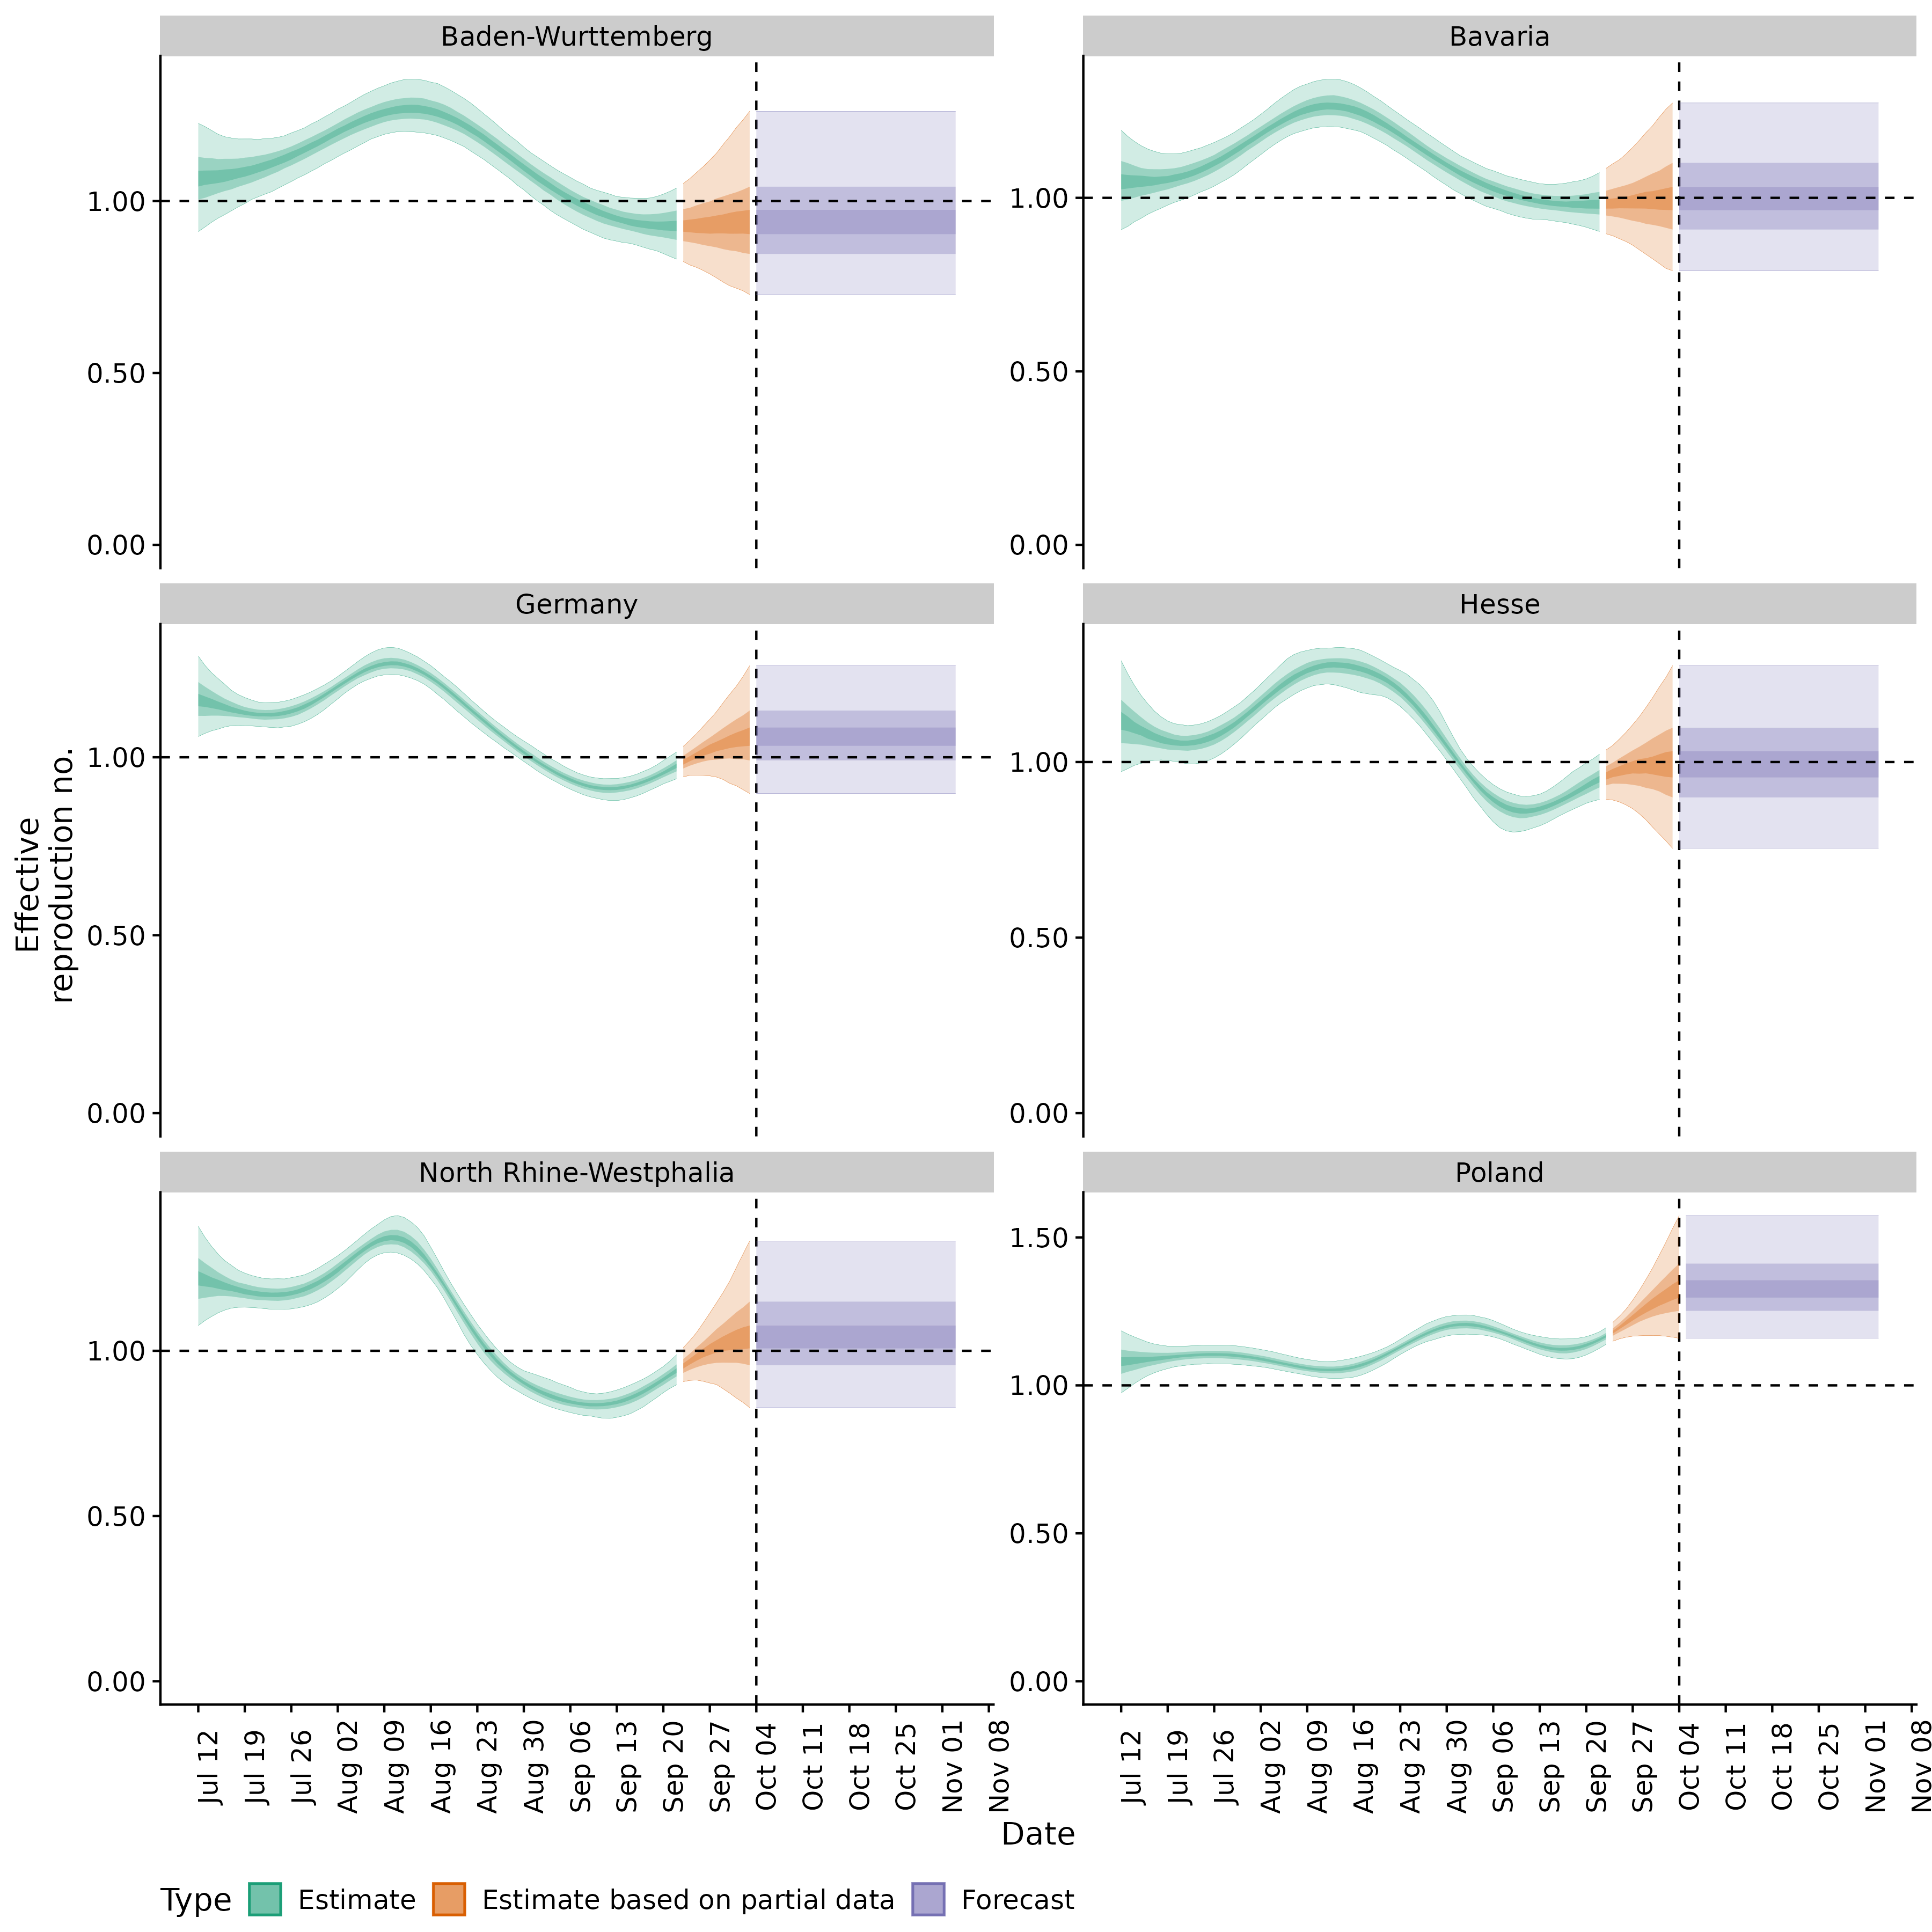 Baden-Wurttemberg
Bavaria
1.00
0.50
0.00
1.00
0.50
0.00
Germany
Hesse
1.00
0.50
0.00
1.00
0.50
0.00
North Rhine-Westphalia
Poland
1.00
0.50
0.00
1.50
1.00
0.50
0.00
Effective
reproduction no.
Jul 12
Jul 19
Jul 26
Aug 02
Aug 09
Aug 16
Aug 23
Aug 30
Sep 06
Sep 13
Sep 20
Sep 27
Oct 04
Oct 11
Oct 18
Oct 25
Nov 01
Nov 08
Jul 12
Jul 19
Jul 26
Aug 02
Aug 09
Aug 16
Aug 23
Aug 30
Sep 06
Sep 13
Sep 20
Sep 27
Oct 04
Oct 11
Oct 18
Oct 25
Nov 01
Nov 08
Date
Type Estimate Estimate based on partial data Forecast